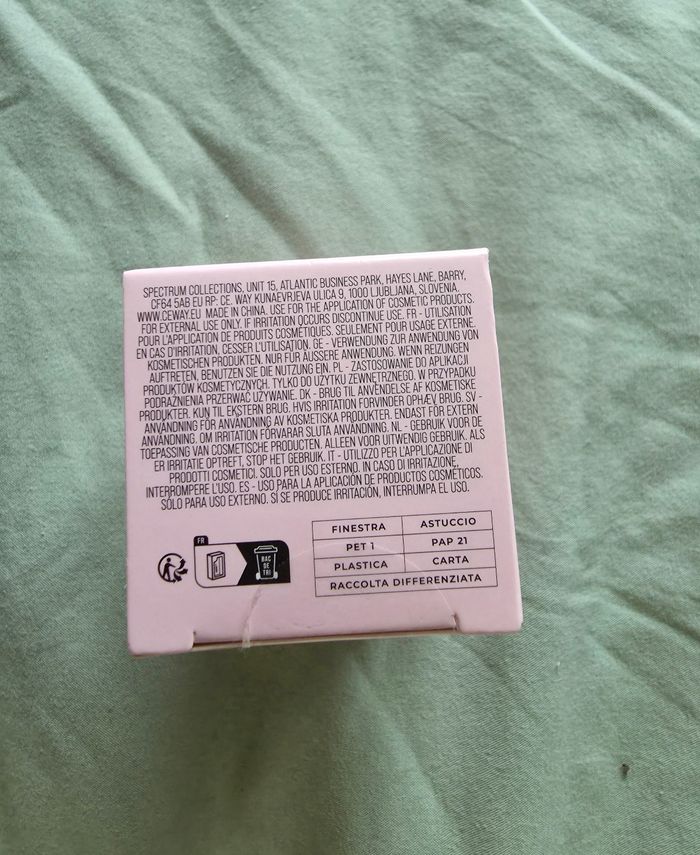 SPECTRUM COLLECTIONS, UNIT 15, ATLANTIC BUSINESS PARK, HAYES LANE, BARRY,
CF64 5AB EU RP: CE. WAY KUNAEVRJEVA ULICA 9, 1000 LJUBLJANA, SLOVENIA.
WWW.CEWAY.EU MADE IN CHINA. USE FOR THE APPLICATION OF COSMETIC PRODUCTS.
FOR EXTERNAL USE ONLY. IF IRRITATION OCCURS DISCONTINUE USE. FR - UTILISATION
POUR L'APPLICATION DE PRODUITS COSMÉTIQUES. SEULEMENT POUR USAGE EXTERNE.
EN CAS D'IRRITATION, CESSER L'UTILISATION. GE - VERWENDUNG ZUR ANWENDUNG VON
KOSMETISCHEN PRODUKTEN. NUR FÜR ÄUSSERE ANWENDUNG. WENN REIZUNGEN
AUFTRETEN, BENUTZEN SIE DIE NUTZUNG EIN. PL - ZASTOSOWANIE DO APLIKACJI
PRODUKTÓW KOSMETYCZNYCH. TYLKO DO UŻYTKU ZEWNĘTRZNEGO. W PRZYPADKU
PODRAŻNIENIA PRZERWAĆ UŻYWANIE. DK - BRUG TIL ANVENDELSE AF KOSMETISKE
PRODUKTER. KUN TIL EKSTERN BRUG. HVIS IRRITATION FORVINDER OPHÆV BRUG. SV -
ANVÄNDNING FÖR ANVÄNDNING AV KOSMETISKA PRODUKTER. ENDAST FÖR EXTERN
ANVÄNDNING. OM IRRITATION FÖRVARAR SLUTA ANVÄNDNING. NL - GEBRUIK VOOR DE
TOEPASSING VAN COSMETISCHE PRODUCTEN. ALLEEN VOOR UITWENDIG GEBRUIK. ALS
ER IRRITATIE OPTREFT, STOP HET GEBRUIK. IT - UTILIZZO PER L'APPLICAZIONE DI
PRODOTTI COSMETICI. SOLO PER USO ESTERNO. IN CASO DI IRRITAZIONE,
INTERROMPERE L'USO. ES - USO PARA LA APLICACIÓN DE PRODUCTOS COSMÉTICOS.
SÓLO PARA USO EXTERNO. SI SE PRODUCE IRRITACIÓN, INTERRUMPA EL USO.
FR
BAC
DE
TRI
FINESTRA ASTUCCIO
PET 1 PAP 21
PLASTICA CARTA
RACCOLTA DIFFERENZIATA